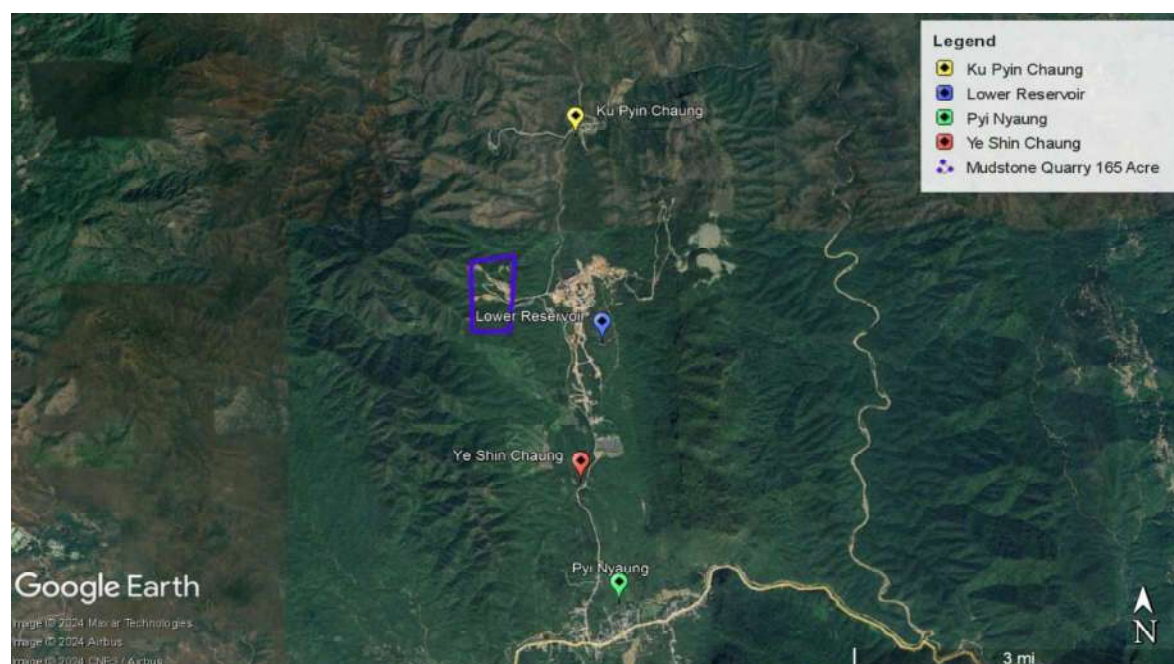 Legend
Ku Pyin Chaung
Lower Reservoir
Pyi Nyaung
Ye Shin Chaung
Mudstone Quarry 165 Acre
Ku Pyin Chaung
Lower Reservoir
Ye Shin Chaung
Pyi Nyaung
Google Earth
Image © 2024 Maxar Technologies
Image © 2024 Airbus
Image © 2024 CNES / Airbus
N
3 mi